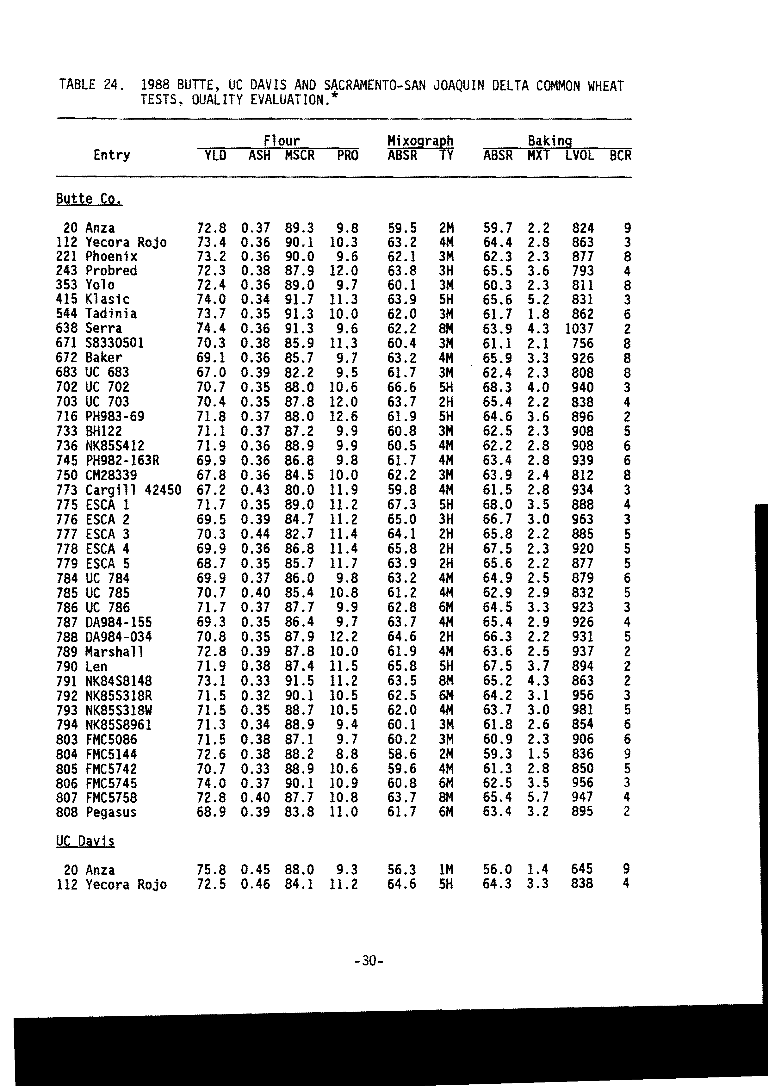 TABLE 24. 1988 BUTTE, UC DAVIS AND SACRAMENTO-SAN JOAQUIN DELTA COMMON WHEAT
TESTS, QUALITY EVALUATION.*
Flour Mixograph Baking
Entry YLD ASH MSCR PRO ABSR TY ABSR MXT LVOL BCR
Butte Co.
20 Anza 72.8 0.37 89.3 9.8 59.5 2M 59.7 2.2 824 9
112 Yecora Rojo 73.4 0.36 90.1 10.3 63.2 4M 64.4 2.8 863 3
221 Phoenix 73.2 0.36 90.0 9.6 62.1 3M 62.3 2.3 877 8
243 Probred 72.3 0.38 87.9 12.0 63.8 3H 65.5 3.6 793 4
353 Yolo 72.4 0.36 89.0 9.7 60.1 3M 60.3 2.3 811 8
415 Klasic 74.0 0.34 91.7 11.3 63.9 5H 65.6 5.2 831 3
544 Tadinia 73.7 0.35 91.3 10.0 62.0 3M 61.7 1.8 862 6
638 Serra 74.4 0.36 91.3 9.6 62.2 8M 63.9 4.3 1037 2
671 S8330501 70.3 0.38 85.9 11.3 60.4 3M 61.1 2.1 756 8
672 Baker 69.1 0.36 85.7 9.7 63.2 4M 65.9 3.3 926 8
683 UC 683 67.0 0.39 82.2 9.5 61.7 3M 62.4 2.3 808 8
702 UC 702 70.7 0.35 88.0 10.6 66.6 5H 68.3 4.0 940 3
703 UC 703 70.4 0.35 87.8 12.0 63.7 2H 65.4 2.2 838 4
716 PH983-69 71.8 0.37 88.0 12.6 61.9 5H 64.6 3.6 896 2
733 BH122 71.1 0.37 87.2 9.9 60.8 3M 62.5 2.3 908 5
736 NK85S412 71.9 0.36 88.9 9.9 60.5 4M 62.2 2.8 908 6
745 PH982-163R 69.9 0.36 86.8 9.8 61.7 4M 63.4 2.8 939 6
750 CM28339 67.8 0.36 84.5 10.0 62.2 3M 63.9 2.4 812 8
773 Cargill 42450 67.2 0.43 80.0 11.9 59.8 4M 61.5 2.8 934 3
775 ESCA 1 71.7 0.35 89.0 11.2 67.3 5H 68.0 3.5 888 4
776 ESCA 2 69.5 0.39 84.7 11.2 65.0 3H 66.7 3.0 963 3
777 ESCA 3 70.3 0.44 82.7 11.4 64.1 2H 65.8 2.2 885 5
778 ESCA 4 69.9 0.36 86.8 11.4 65.8 2H 67.5 2.3 920 5
779 ESCA 5 68.7 0.35 85.7 11.7 63.9 2H 65.6 2.2 877 5
784 UC 784 69.9 0.37 86.0 9.8 63.2 4M 64.9 2.5 879 6
785 UC 785 70.7 0.40 85.4 10.8 61.2 4M 62.9 2.9 832 5
786 UC 786 71.7 0.37 87.7 9.9 62.8 6M 64.5 3.3 923 3
787 DA984-155 69.3 0.35 86.4 9.7 63.7 4M 65.4 2.9 926 4
788 DA984-034 70.8 0.35 87.9 12.2 64.6 2H 66.3 2.2 931 5
789 Marshall 72.8 0.39 87.8 10.0 61.9 4M 63.6 2.5 937 2
790 Len 71.9 0.38 87.4 11.5 65.8 5H 67.5 3.7 894 2
791 NK84S8148 73.1 0.33 91.5 11.2 63.5 8M 65.2 4.3 863 2
792 NK85S318R 71.5 0.32 90.1 10.5 62.5 6M 64.2 3.1 956 3
793 NK85S318W 71.5 0.35 88.7 10.5 62.0 4M 63.7 3.0 981 5
794 NK85S8961 71.3 0.34 88.9 9.4 60.1 3M 61.8 2.6 854 6
803 FMC5086 71.5 0.38 87.1 9.7 60.2 3M 60.9 2.3 906 6
804 FMC5144 72.6 0.38 88.2 8.8 58.6 2M 59.3 1.5 836 9
805 FMC5742 70.7 0.33 88.9 10.6 59.6 4M 61.3 2.8 850 5
806 FMC5745 74.0 0.37 90.1 10.9 60.8 6M 62.5 3.5 956 3
807 FMC5758 72.8 0.40 87.7 10.8 63.7 8M 65.4 5.7 947 4
808 Pegasus 68.9 0.39 83.8 11.0 61.7 6M 63.4 3.2 895 2
UC Davis
20 Anza 75.8 0.45 88.0 9.3 56.3 1M 56.0 1.4 645 9
112 Yecora Rojo 72.5 0.46 84.1 11.2 64.6 5H 64.3 3.3 838 4
-30-